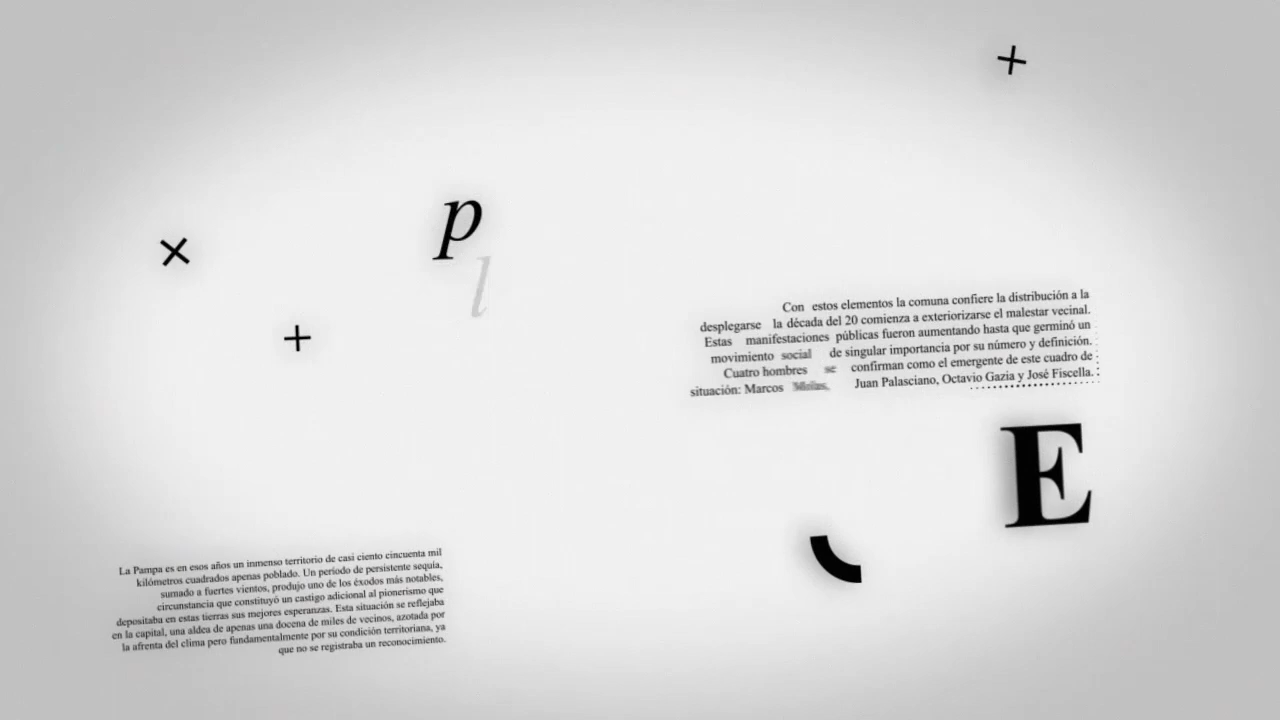 p
l
Con estos elementos la comuna confiere la distribución a la
desplegarse la década del 20 comienza a exteriorizarse el malestar vecinal.
Estas manifestaciones públicas fueron aumentando hasta que germinó un
movimiento social de singular importancia por su número y definición.
Cuatro hombres se confirman como el emergente de este cuadro de
situación: Marcos Juan Palasciano, Octavio Gazia y José Fiscella.
E
La Pampa es en esos años un inmenso territorio de casi ciento cincuenta mil
kilómetros cuadrados apenas poblado. Un período de persistente sequía,
sumado a fuertes vientos, produjo uno de los éxodos más notables,
circunstancia que constituyó un castigo adicional al pionerismo que
depositaba en estas tierras sus mejores esperanzas. Esta situación se reflejaba
en la capital, una aldea de apenas una docena de miles de vecinos, azotada por
la afrenta del clima pero fundamentalmente por su condición territoriana, ya
que no se registraba un reconocimiento.